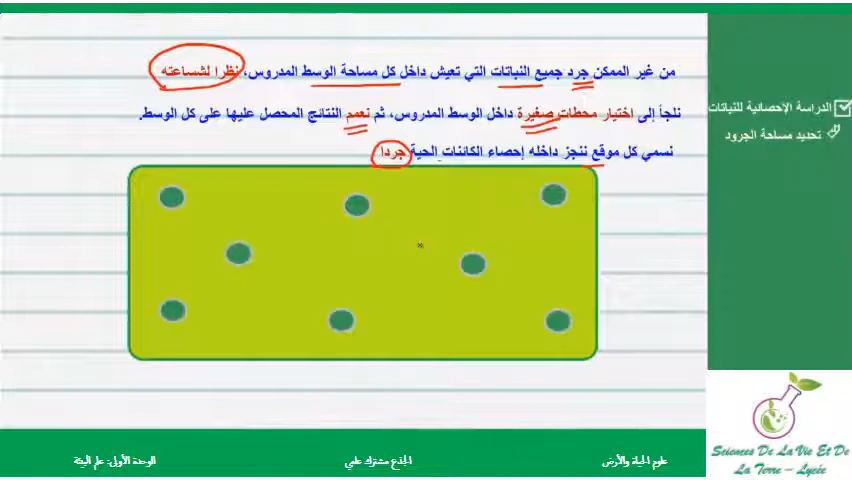 من غير الممكن جرد جميع النباتات التي تعيش داخل كل مساحة الوسط المدروس، نظرا لشساعته
نلجأ إلى اختيار محطات صغيرة داخل الوسط المدروس، ثم نعمم النتائج المحصل عليها على كل الوسط.
نسمي كل موقع ننجز داخله إحصاء الكائنات الحية جردا
الدراسة الإحصائية للنباتات
تحديد مساحة الجرود
Sciences De La Vie Et De
La Terre – Lycée
علوم الحياة والأرض
الجذع مشترك علمي
الوحدة الأولى: علم البيئة